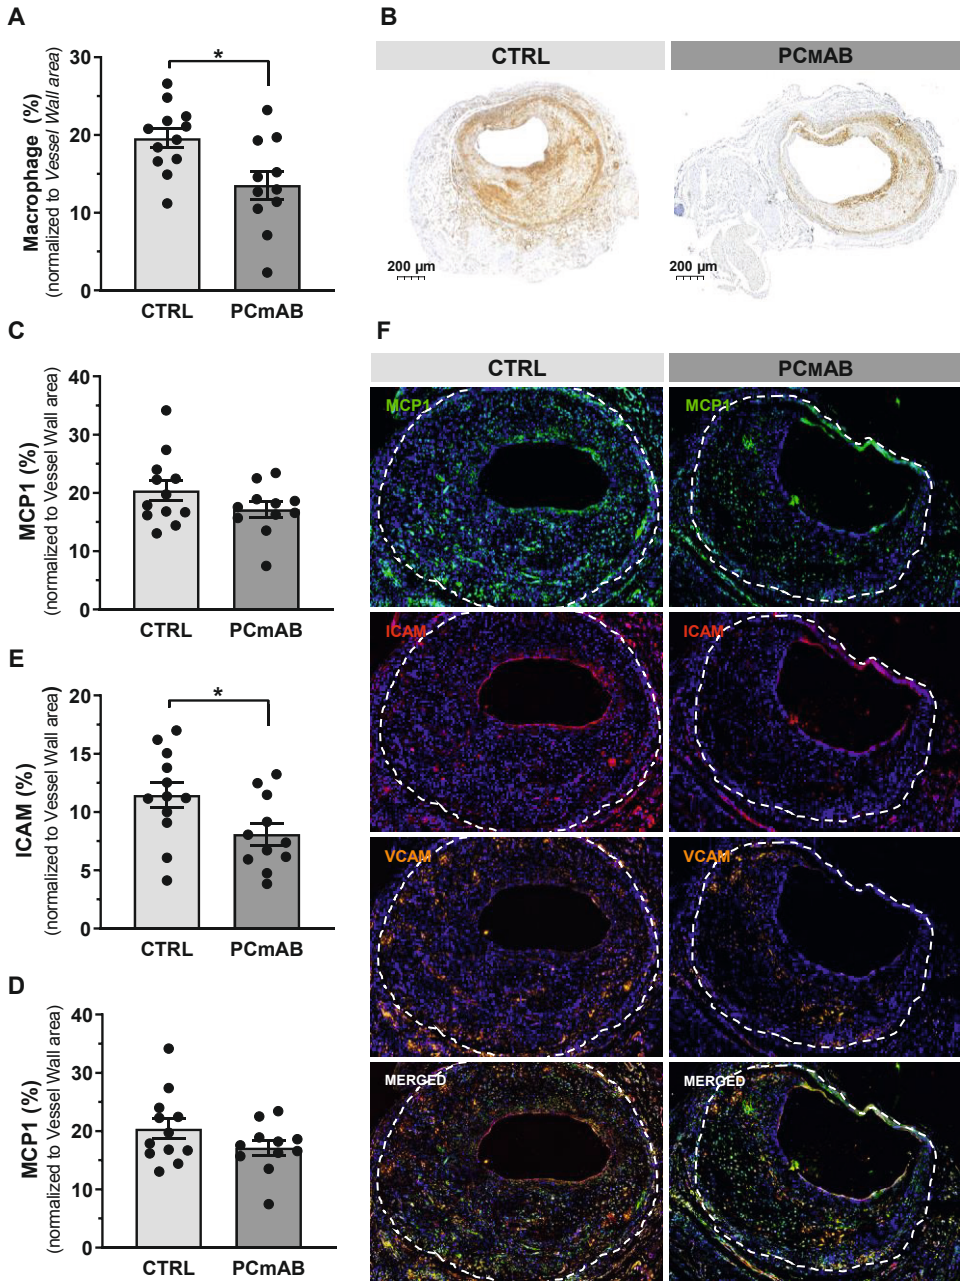 A
Macrophage (%)
(normalized to Vessel Wall area)
30
20
10
0
*
CTRL PCmAB
B
CTRL PCMAB
200 µm 200 µm
C
MCP1 (%)
(normalized to Vessel Wall area)
40
30
20
10
0
CTRL PCmAB
E
ICAM (%)
(normalized to Vessel Wall area)
20
15
10
5
0
*
CTRL PCmAB
D
MCP1 (%)
(normalized to Vessel Wall area)
40
30
20
10
0
CTRL PCmAB
F
CTRL PCMAB
MCP1 MCP1
ICAM ICAM
VCAM VCAM
MERGED MERGED